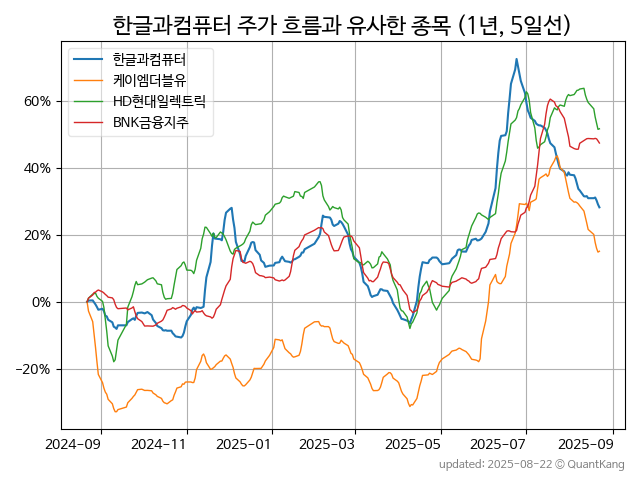 한글과컴퓨터 주가 흐름과 유사한 종목 (1년, 5일선)
한글과컴퓨터
케이엠더블유
HD현대일렉트릭
BNK금융지주
60%
40%
20%
0%
−20%
2024-09
2024-11
2025-01
2025-03
2025-05
2025-07
2025-09
updated: 2025-08-22 © QuantKang